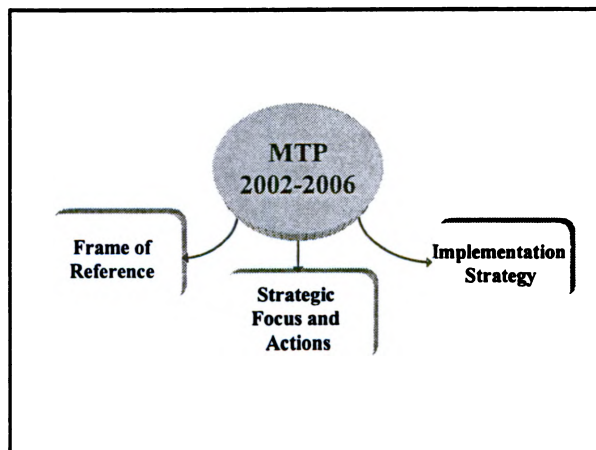 MTP
2002-2006
Frame of
Reference
Strategic
Focus and
Actions
Implementation
Strategy